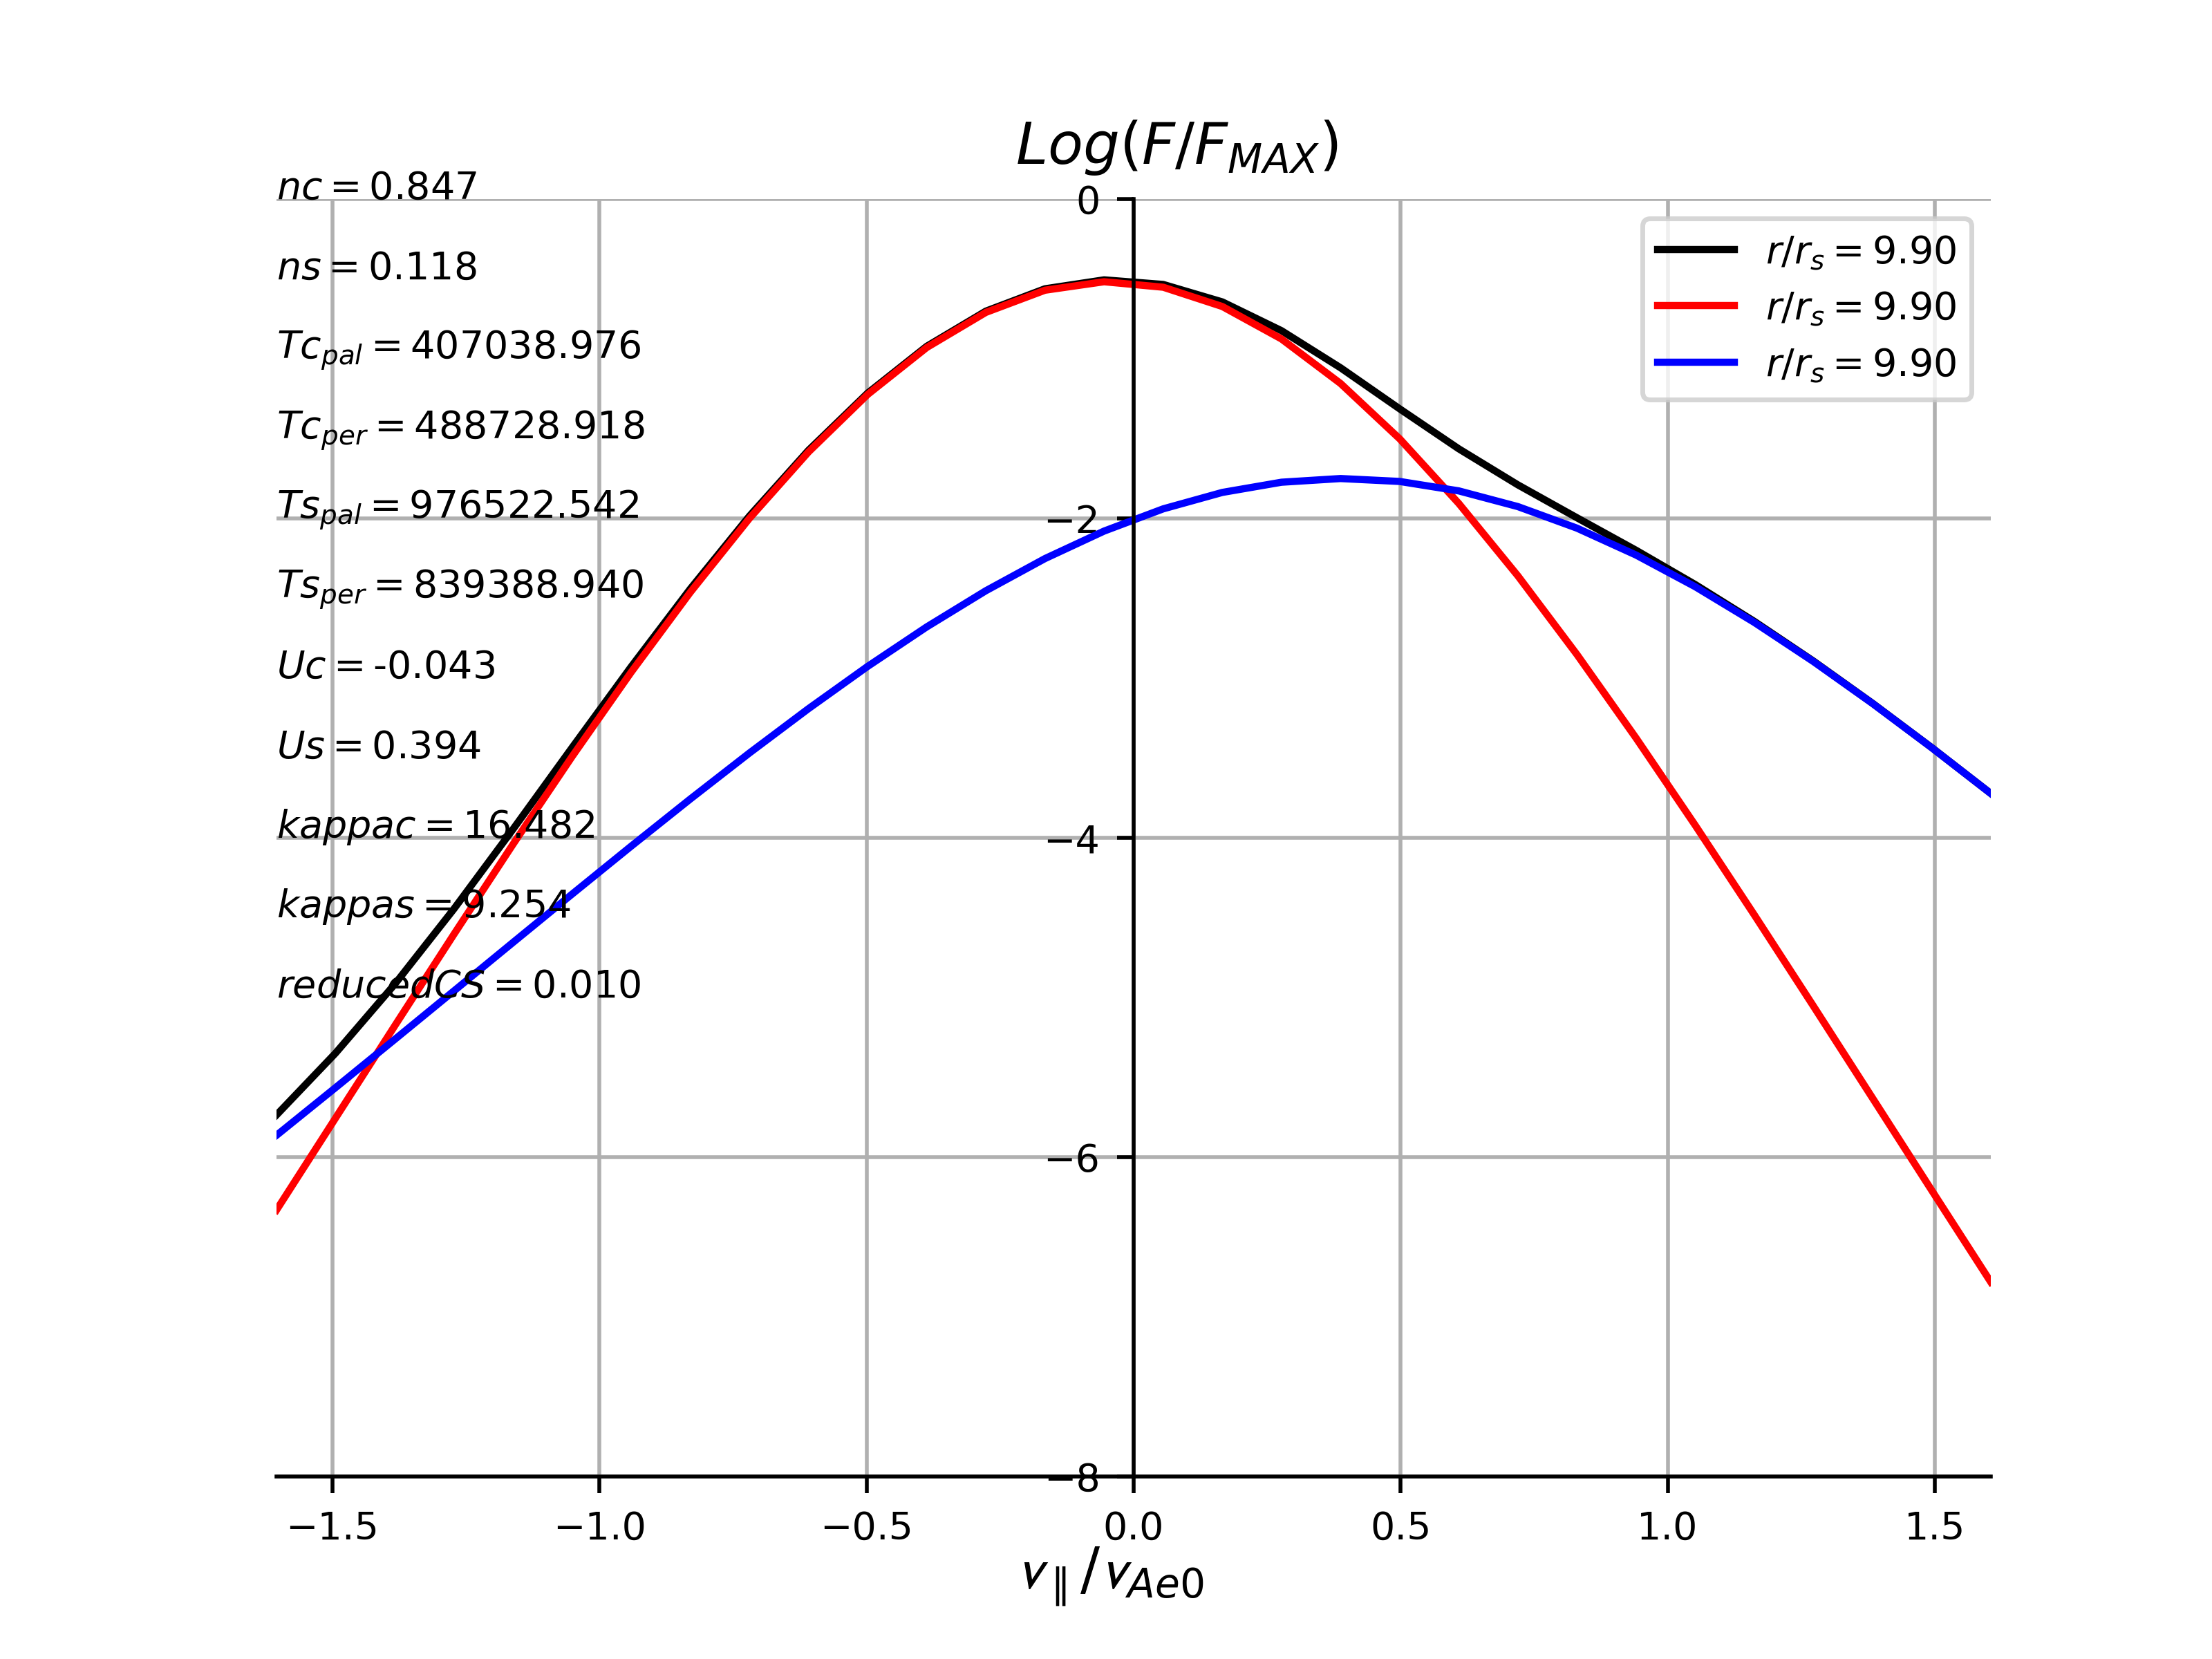 Log(F/F_MAX)
nc = 0.847
ns = 0.118
Tc_pal = 407038.976
Tc_per = 488728.918
Ts_pal = 976522.542
Ts_per = 839388.940
Uc = -0.043
Us = 0.394
kappac = 16.482
kappas = 9.254
reducedCS = 0.010
0
−2
−4
−6
−8
r/r_s = 9.90
r/r_s = 9.90
r/r_s = 9.90
−1.5 −1.0 −0.5 0.0 0.5 1.0 1.5
v_∥/v_Ae0